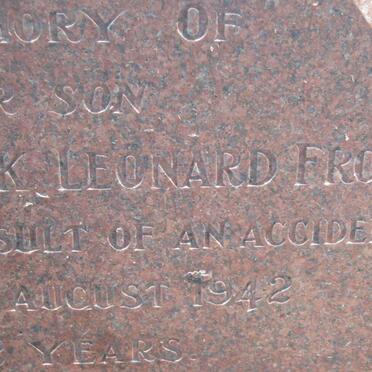 MORY OF
R SON
K LEONARD FRO
SULT OF AN ACCIDE
AUGUST 1942
YEARS.